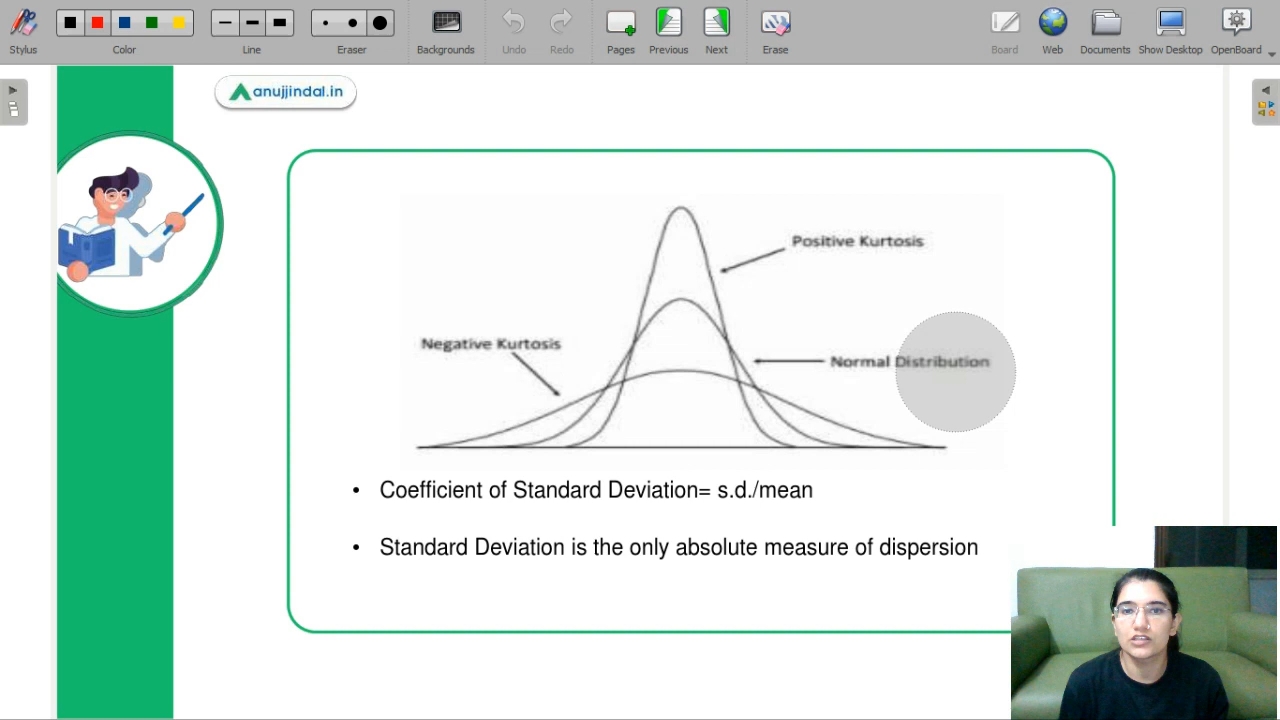 Stylus
Color
Line
Eraser
Backgrounds
Undo
Redo
Pages
Previous
Next
Erase
Board
Web
Documents
Show Desktop
OpenBoard
anujjindal.in
Positive Kurtosis
Negative Kurtosis
Normal Distribution
• Coefficient of Standard Deviation= s.d./mean
• Standard Deviation is the only absolute measure of dispersion